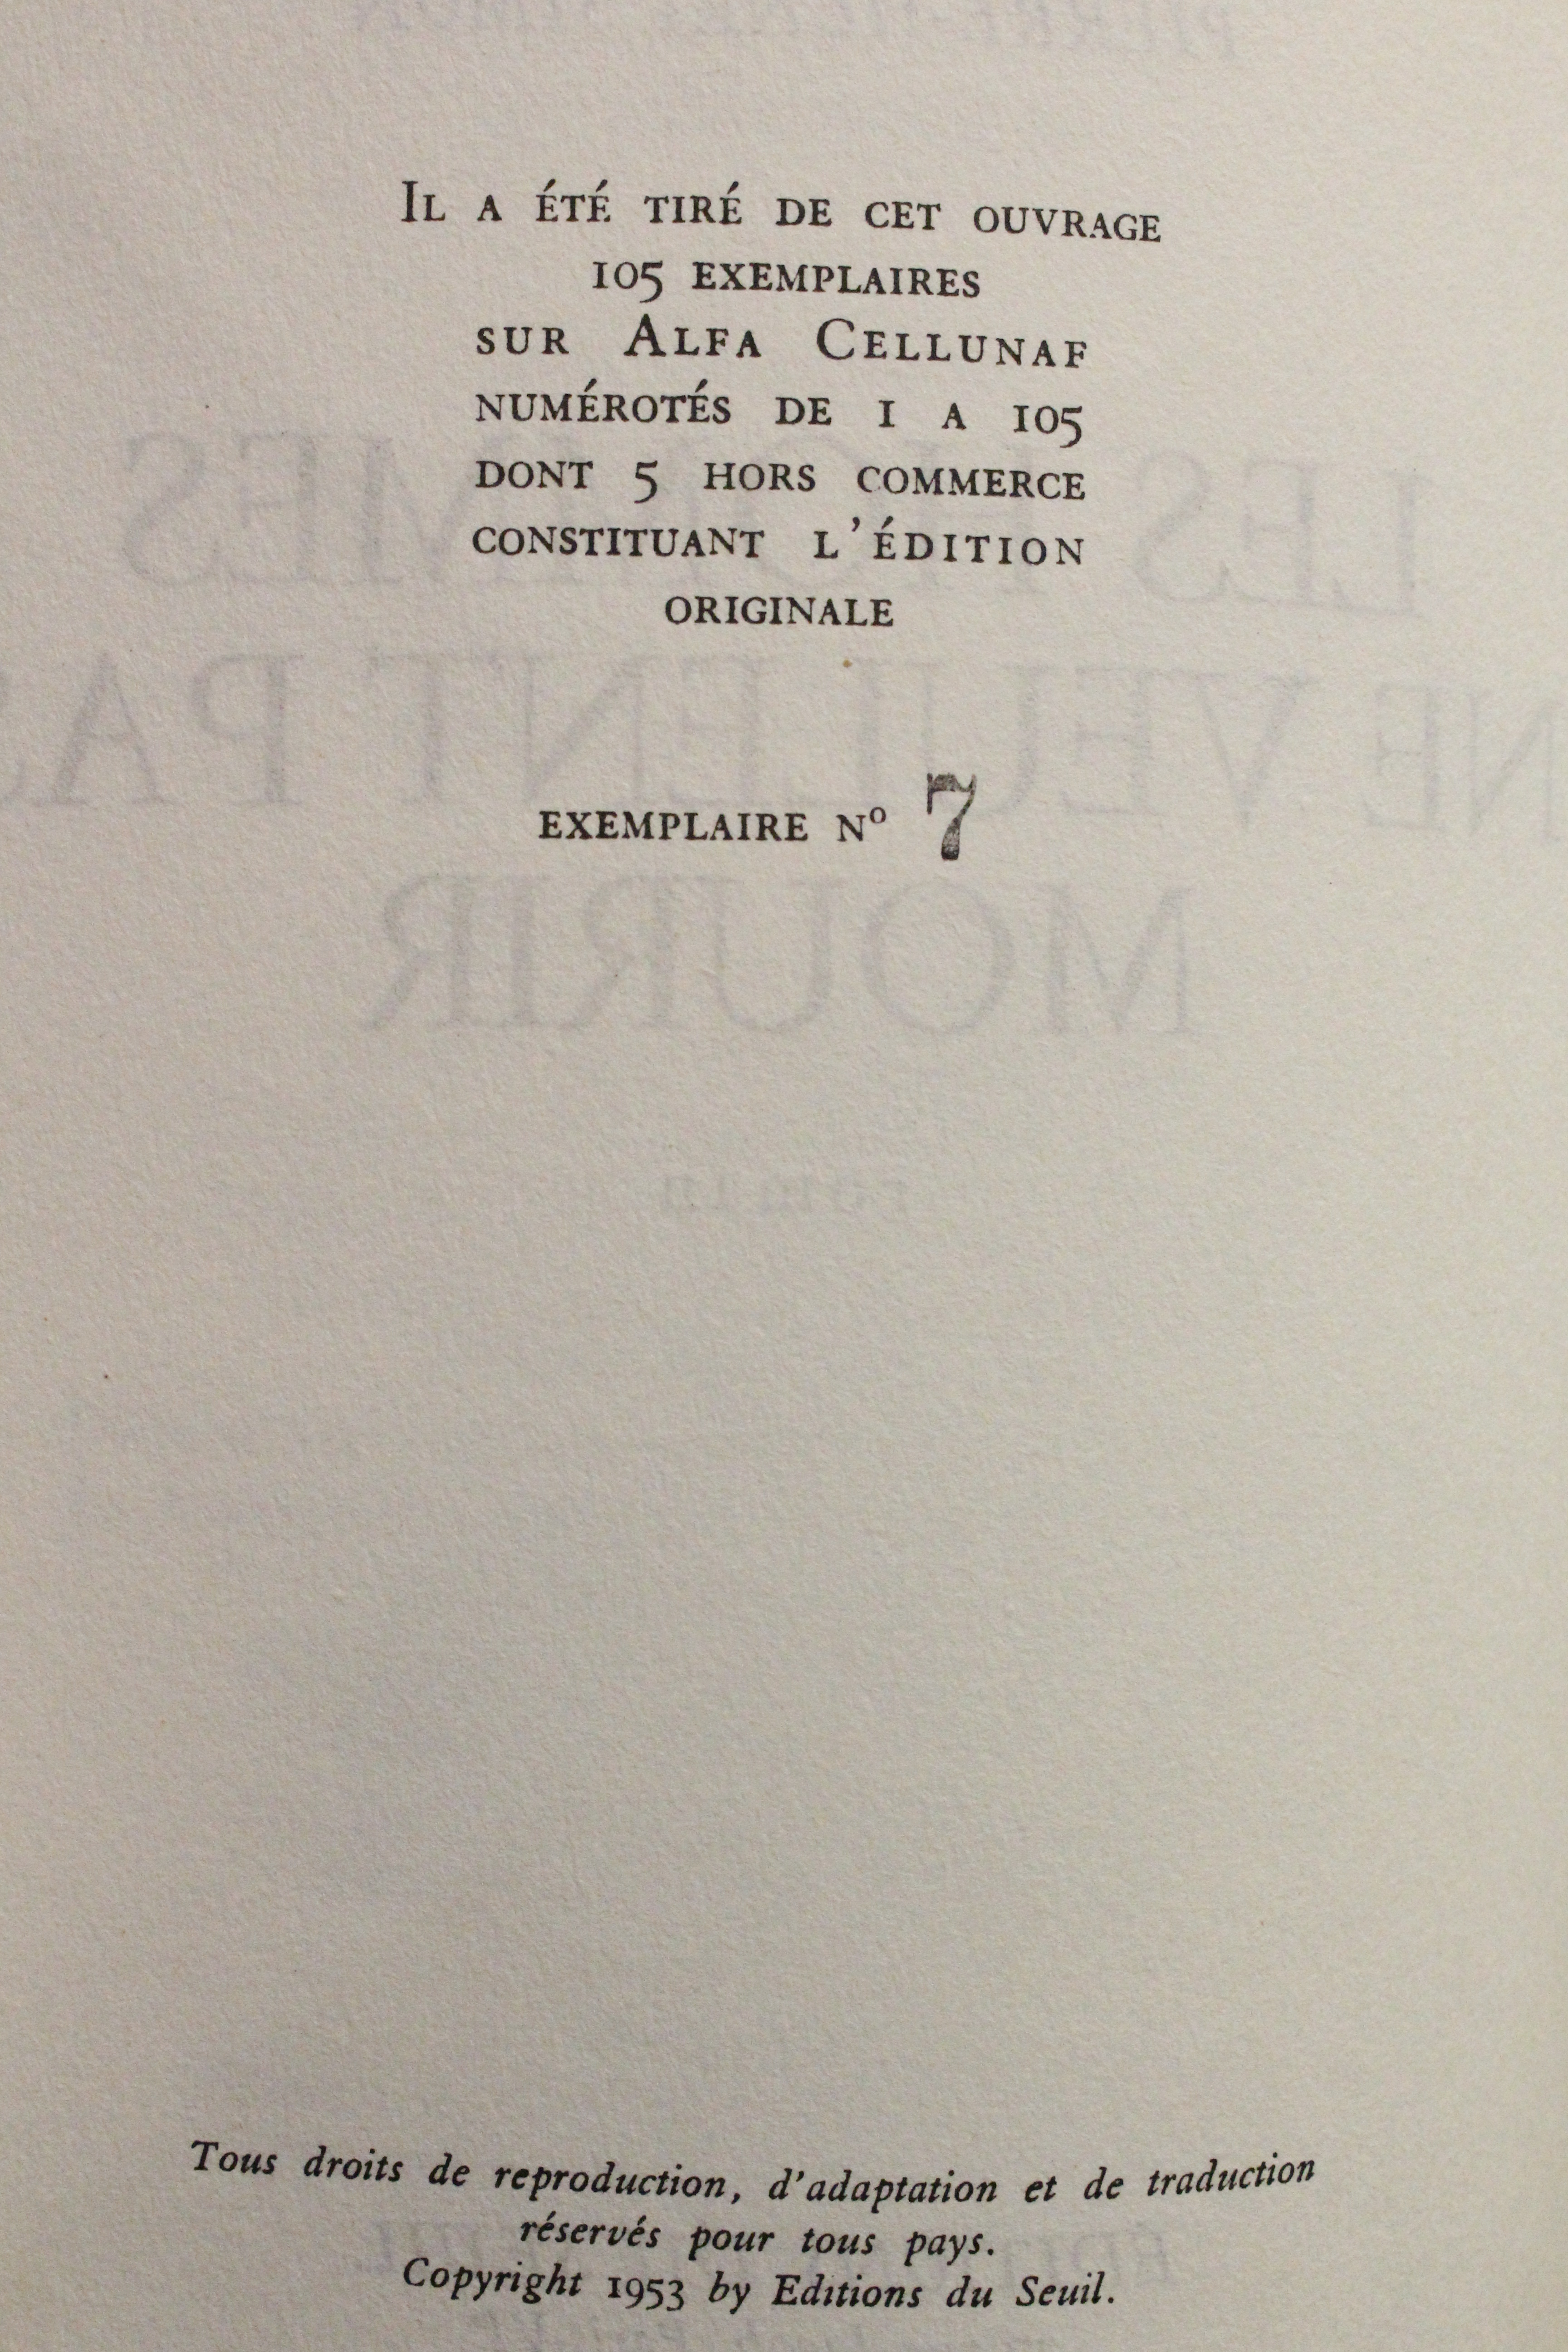 Il a été tiré de cet ouvrage
105 exemplaires
sur Alfa Cellunaf
numérotés de 1 a 105
dont 5 hors commerce
constituant l'édition
originale
exemplaire Nº 7
MOURIR
Tous droits de reproduction, d'adaptation et de traduction
réservés pour tous pays.
Copyright 1953 by Editions du Seuil.